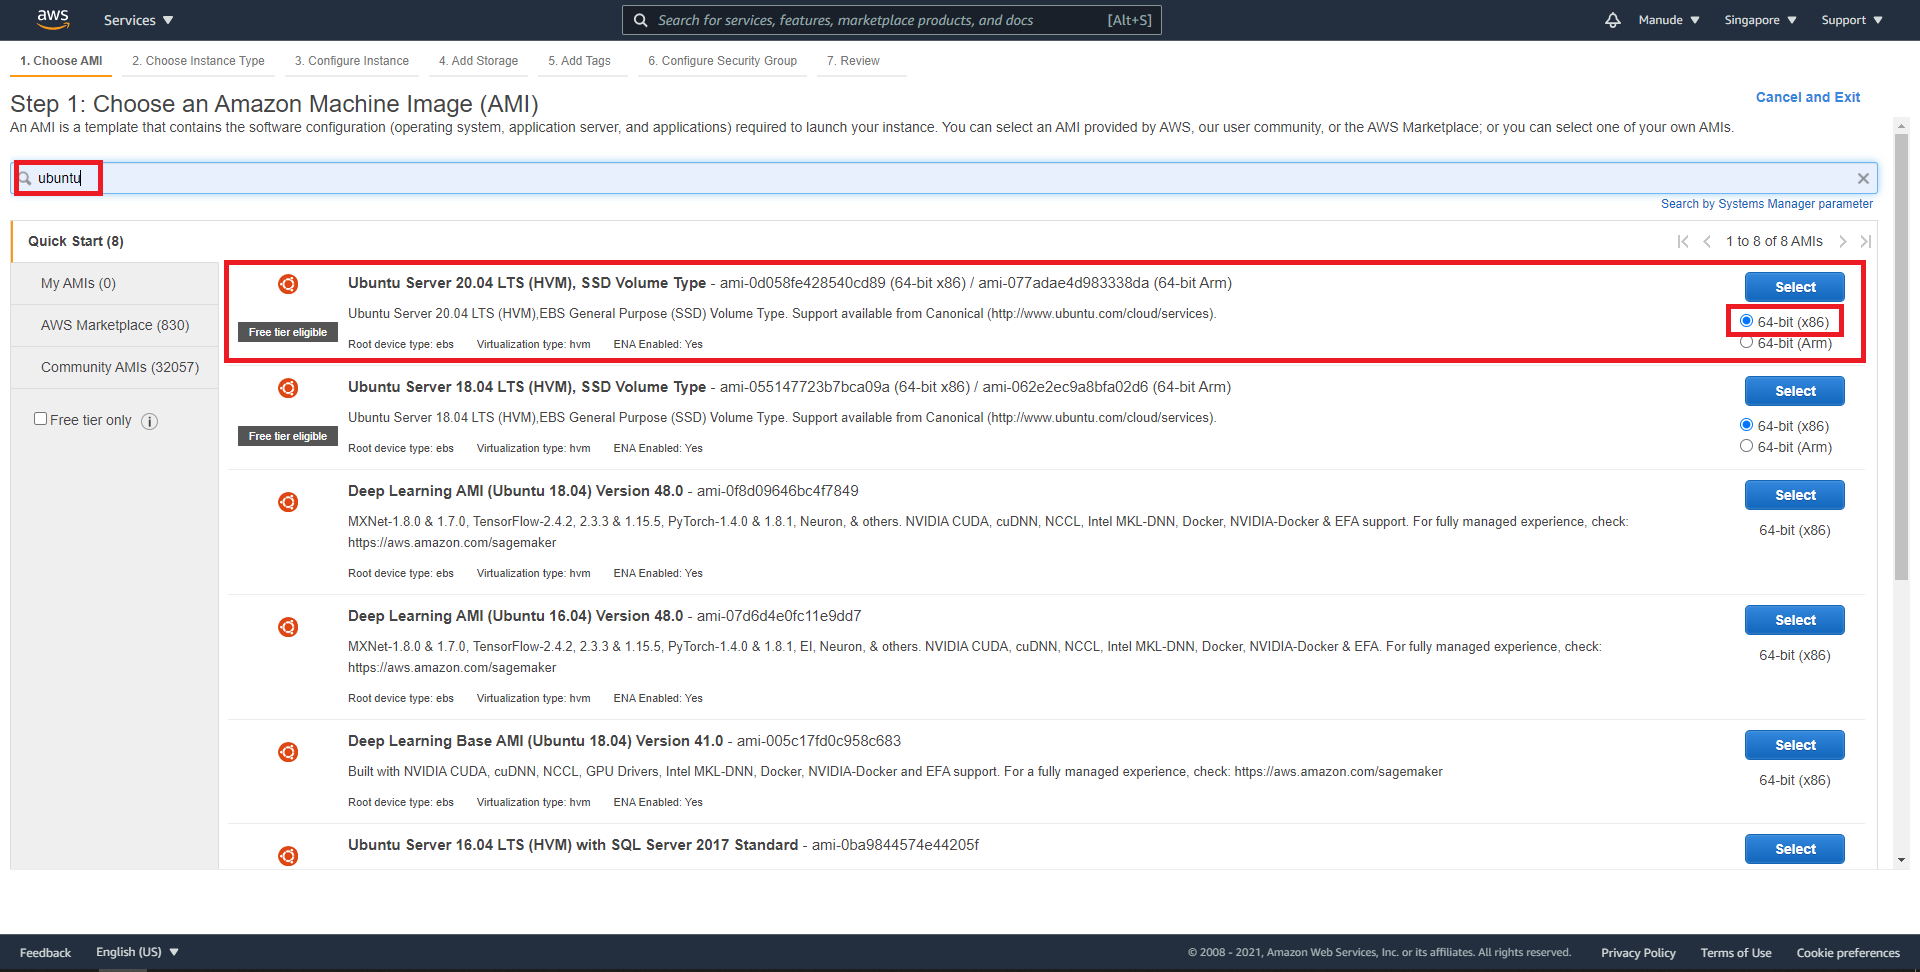 aws Services Search for services, features, marketplace products, and docs [Alt+S] Manude Singapore Support
1. Choose AMI 2. Choose Instance Type 3. Configure Instance 4. Add Storage 5. Add Tags 6. Configure Security Group 7. Review
Step 1: Choose an Amazon Machine Image (AMI)
Cancel and Exit
An AMI is a template that contains the software configuration (operating system, application server, and applications) required to launch your instance. You can select an AMI provided by AWS, our user community, or the AWS Marketplace; or you can select one of your own AMIs.
ubuntu
Search by Systems Manager parameter
Quick Start (8)
1 to 8 of 8 AMIs
My AMIs (0)
AWS Marketplace (830)
Community AMIs (32057)
Free tier only
Ubuntu Server 20.04 LTS (HVM), SSD Volume Type - ami-0d058fe428540cd89 (64-bit x86) / ami-077adae4d983338da (64-bit Arm)
Select
Ubuntu Server 20.04 LTS (HVM),EBS General Purpose (SSD) Volume Type. Support available from Canonical (http://www.ubuntu.com/cloud/services).
64-bit (x86)
Free tier eligible
Root device type: ebs Virtualization type: hvm ENA Enabled: Yes
64-bit (Arm)
Ubuntu Server 18.04 LTS (HVM), SSD Volume Type - ami-055147723b7bca09a (64-bit x86) / ami-062e2ec9a8bfa02d6 (64-bit Arm)
Select
Ubuntu Server 18.04 LTS (HVM),EBS General Purpose (SSD) Volume Type. Support available from Canonical (http://www.ubuntu.com/cloud/services).
64-bit (x86)
Free tier eligible
Root device type: ebs Virtualization type: hvm ENA Enabled: Yes
64-bit (Arm)
Deep Learning AMI (Ubuntu 18.04) Version 48.0 - ami-0f8d09646bc4f7849
Select
MXNet-1.8.0 & 1.7.0, TensorFlow-2.4.2, 2.3.3 & 1.15.5, PyTorch-1.4.0 & 1.8.1, Neuron, & others. NVIDIA CUDA, cuDNN, NCCL, Intel MKL-DNN, Docker, NVIDIA-Docker & EFA support. For fully managed experience, check:
64-bit (x86)
https://aws.amazon.com/sagemaker
Root device type: ebs Virtualization type: hvm ENA Enabled: Yes
Deep Learning AMI (Ubuntu 16.04) Version 48.0 - ami-07d6d4e0fc11e9dd7
Select
MXNet-1.8.0 & 1.7.0, TensorFlow-2.4.2, 2.3.3 & 1.15.5, PyTorch-1.4.0 & 1.8.1, EI, Neuron, & others. NVIDIA CUDA, cuDNN, NCCL, Intel MKL-DNN, Docker, NVIDIA-Docker & EFA. For fully managed experience, check:
64-bit (x86)
https://aws.amazon.com/sagemaker
Root device type: ebs Virtualization type: hvm ENA Enabled: Yes
Deep Learning Base AMI (Ubuntu 18.04) Version 41.0 - ami-005c17fd0c958c683
Select
Built with NVIDIA CUDA, cuDNN, NCCL, GPU Drivers, Intel MKL-DNN, Docker, NVIDIA-Docker and EFA support. For a fully managed experience, check: https://aws.amazon.com/sagemaker
64-bit (x86)
Root device type: ebs Virtualization type: hvm ENA Enabled: Yes
Ubuntu Server 16.04 LTS (HVM) with SQL Server 2017 Standard - ami-0ba9844574e44205f
Select
Feedback English (US) © 2008 - 2021, Amazon Web Services, Inc. or its affiliates. All rights reserved. Privacy Policy Terms of Use Cookie preferences